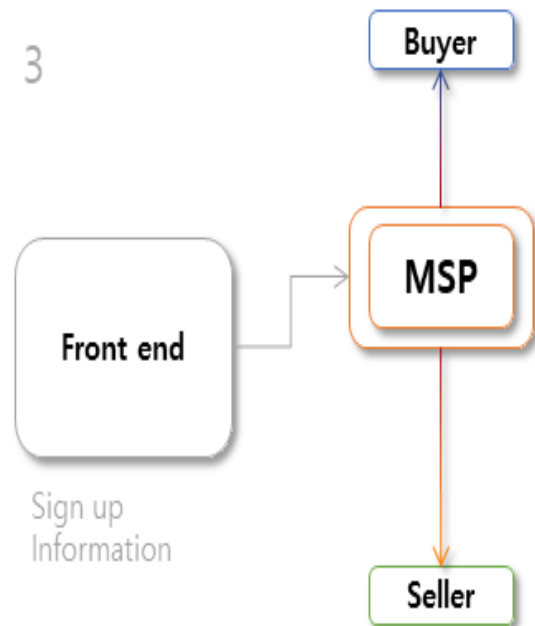 3
Buyer
MSP
Front end
Sign up
Information
Seller